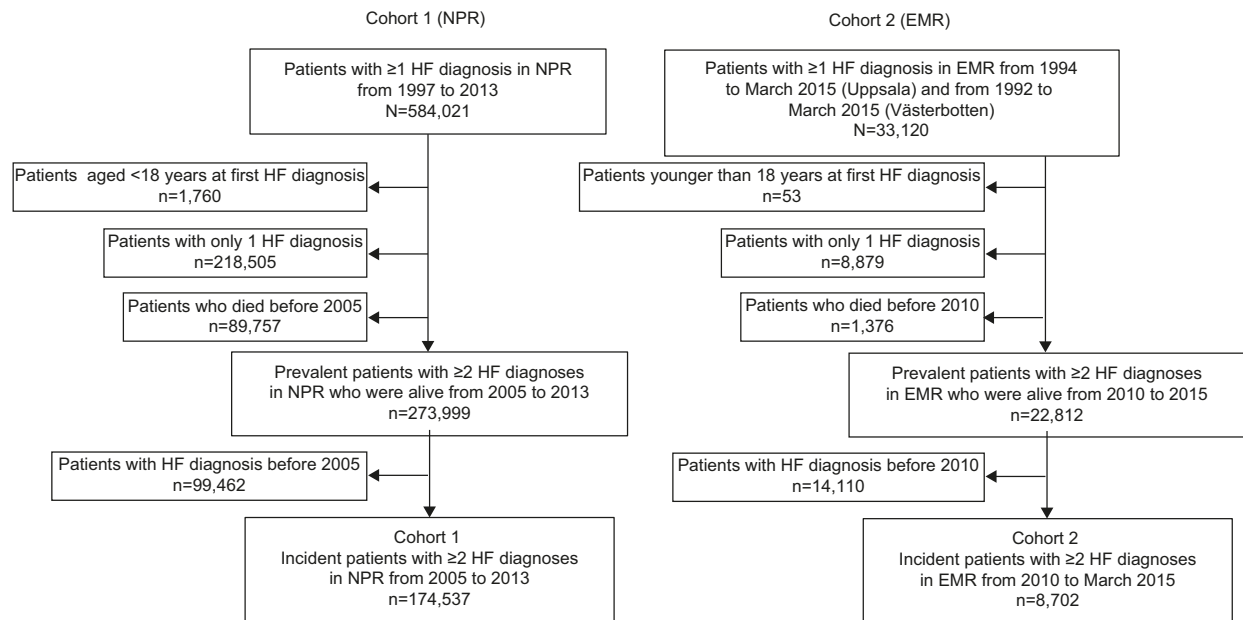 Cohort 1 (NPR)
Patients with ≥1 HF diagnosis in NPR
from 1997 to 2013
N=584,021
Patients aged <18 years at first HF diagnosis
n=1,760
Patients with only 1 HF diagnosis
n=218,505
Patients who died before 2005
n=89,757
Prevalent patients with ≥2 HF diagnoses
in NPR who were alive from 2005 to 2013
n=273,999
Patients with HF diagnosis before 2005
n=99,462
Cohort 1
Incident patients with ≥2 HF diagnoses
in NPR from 2005 to 2013
n=174,537
Cohort 2 (EMR)
Patients with ≥1 HF diagnosis in EMR from 1994
to March 2015 (Uppsala) and from 1992 to
March 2015 (Västerbotten)
N=33,120
Patients younger than 18 years at first HF diagnosis
n=53
Patients with only 1 HF diagnosis
n=8,879
Patients who died before 2010
n=1,376
Prevalent patients with ≥2 HF diagnoses
in EMR who were alive from 2010 to 2015
n=22,812
Patients with HF diagnosis before 2010
n=14,110
Cohort 2
Incident patients with ≥2 HF diagnoses
in EMR from 2010 to March 2015
n=8,702